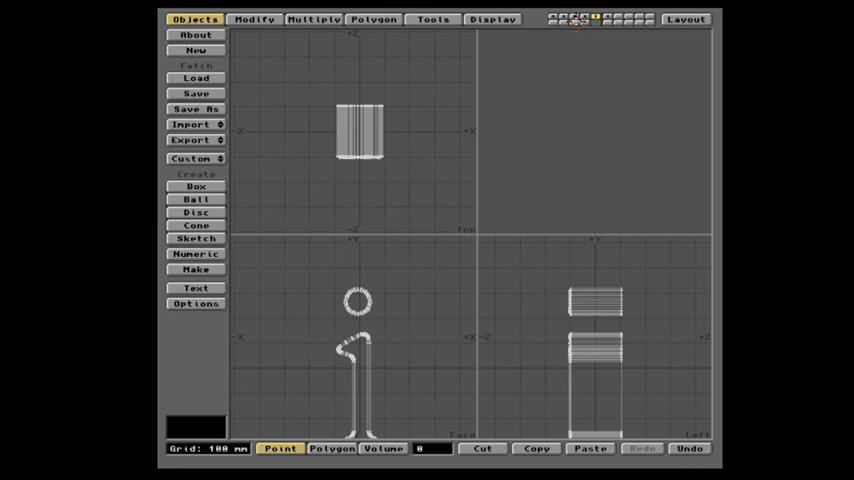 Objects Modify Multiply Polygon Tools Display Layout
About
New
Fetch
Load
Save
Save As
Import
Export
Custom
Create
Box
Ball
Disc
Cone
Sketch
Numeric
Make
Text
Options
+Z
-X +X
-Z Top
+Y +Y
-X +X -Z +Z
Face Left
Grid: 100 mm Point Polygon Volume 0 Cut Copy Paste Redo Undo